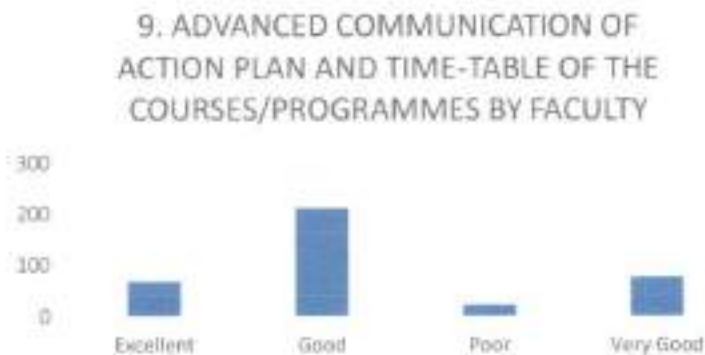 9. ADVANCED COMMUNICATION OF
ACTION PLAN AND TIME-TABLE OF THE
COURSES/PROGRAMMES BY FACULTY
300
200
100
0
Excellent Good Poor Very Good